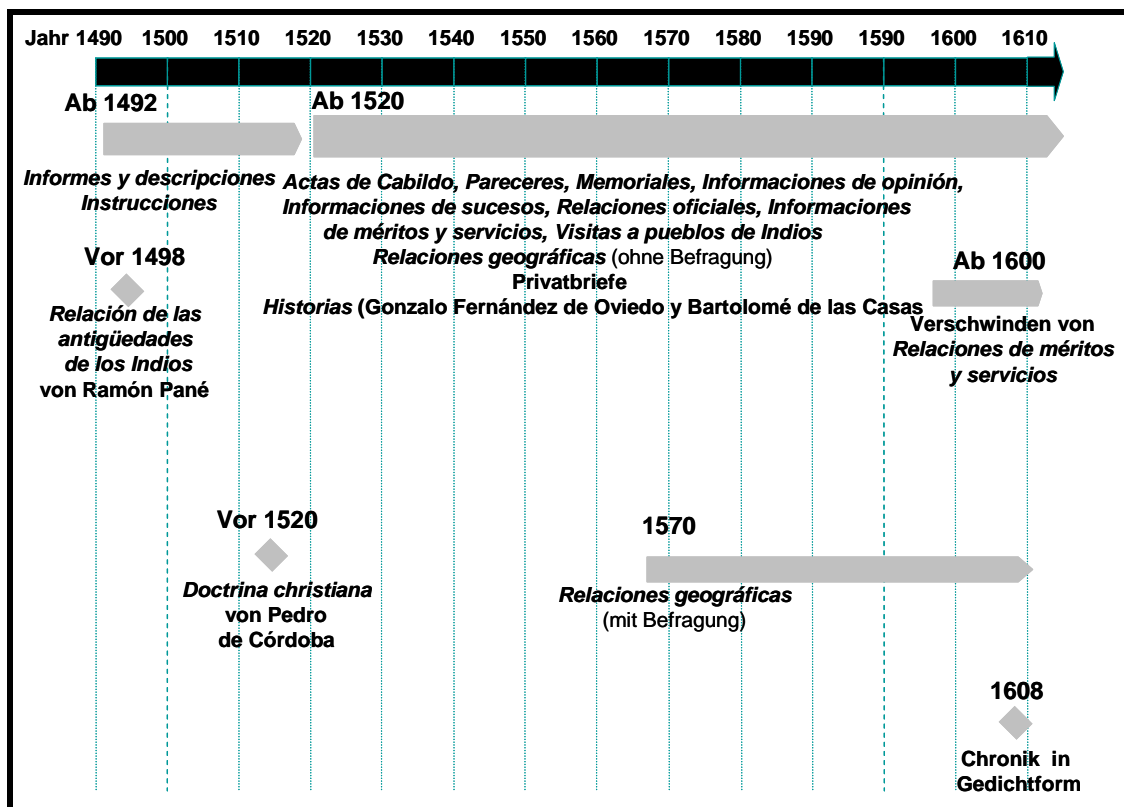 Jahr 1490 1500 1510 1520 1530 1540 1550 1560 1570 1580 1590 1600 1610
Ab 1492
Informes y descripciones
Instrucciones
Ab 1520
Actas de Cabildo, Pareceres, Memoriales, Informaciones de opinión,
Informaciones de sucesos, Relaciones oficiales, Informaciones
de méritos y servicios, Visitas a pueblos de Indios
Relaciones geográficas (ohne Befragung)
Privatbriefe
Historias (Gonzalo Fernández de Oviedo y Bartolomé de las Casas
Vor 1498
Relación de las
antigüedades
de los Indios
von Ramón Pané
Ab 1600
Verschwinden von
Relaciones de méritos
y servicios
Vor 1520
Doctrina christiana
von Pedro
de Córdoba
1570
Relaciones geográficas
(mit Befragung)
1608
Chronik in
Gedichtform